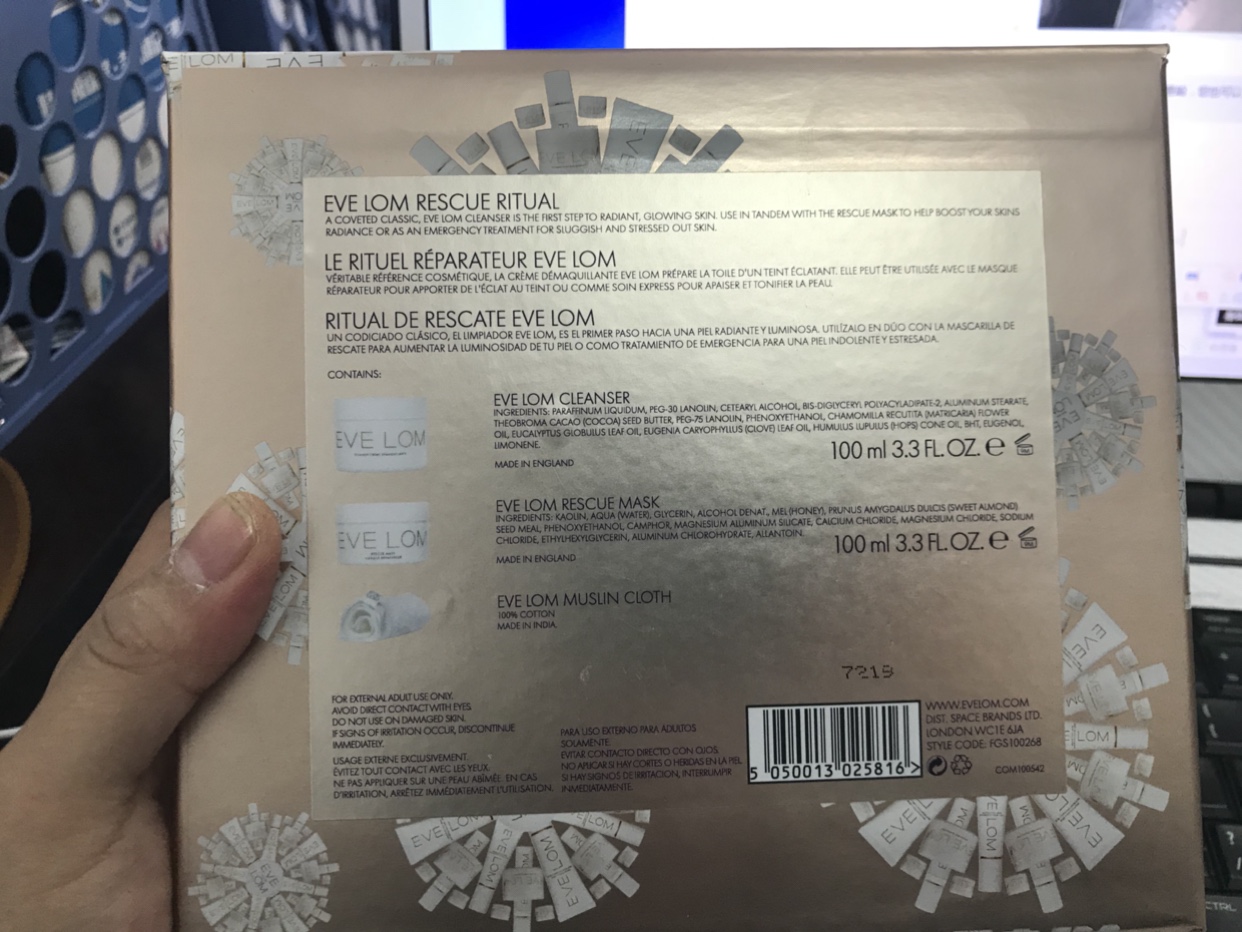 EVE LOM RESCUE RITUAL
A COVETED CLASSIC, EVE LOM CLEANSER IS THE FIRST STEP TO RADIANT, GLOWING SKIN. USE IN TANDEM WITH THE RESCUE MASK TO HELP BOOST YOUR SKINS
RADIANCE OR AS AN EMERGENCY TREATMENT FOR SLUGGISH AND STRESSED OUT SKIN.
LE RITUEL RÉPARATEUR EVE LOM
VÉRITABLE RÉFÉRENCE COSMÉTIQUE, LA CRÈME DÉMAQUILLANTE EVE LOM PRÉPARE LA TOILE D'UN TEINT ÉCLATANT. ELLE PEUT ÊTRE UTILISÉE AVEC LE MASQUE
RÉPARATEUR POUR APPORTER DE L'ÉCLAT AU TEINT OU COMME SOIN EXPRESS POUR APAISER ET TONIFIER LA PEAU.
RITUAL DE RESCATE EVE LOM
UN CODICIADO CLÁSICO, EL LIMPIADOR EVE LOM, ES EL PRIMER PASO HACIA UNA PIEL RADIANTE Y LUMINOSA. UTILÍZALO EN DÚO CON LA MASCARILLA DE
RESCATE PARA AUMENTAR LA LUMINOSIDAD DE TU PIEL O COMO TRATAMIENTO DE EMERGENCIA PARA UNA PIEL INDOLENTE Y ESTRESADA.
CONTAINS:
EVE LOM
EVE LOM CLEANSER
INGREDIENTS: PARAFFINUM LIQUIDUM, PEG-30 LANOLIN, CETEARYL ALCOHOL, BIS-DIGLYCERYL POLYACYLADIPATE-2, ALUMINUM STEARATE,
THEOBROMA CACAO (COCOA) SEED BUTTER, PEG-75 LANOLIN, PHENOXYETHANOL, CHAMOMILLA RECUTITA (MATRICARIA) FLOWER
OIL, EUCALYPTUS GLOBULUS LEAF OIL, EUGENIA CARYOPHYLLUS (CLOVE) LEAF OIL, HUMULUS LUPULUS (HOPS) CONE OIL, BHT, EUGENOL,
LIMONENE.
100 ml 3.3 FL. OZ. ℮
MADE IN ENGLAND
EVE LOM
EVE LOM RESCUE MASK
INGREDIENTS: KAOLIN, AQUA (WATER), GLYCERIN, ALCOHOL DENAT., MEL (HONEY), PRUNUS AMYGDALUS DULCIS (SWEET ALMOND)
SEED MEAL, PHENOXYETHANOL, CAMPHOR, MAGNESIUM ALUMINUM SILICATE, CALCIUM CHLORIDE, MAGNESIUM CHLORIDE, SODIUM
CHLORIDE, ETHYLHEXYLGLYCERIN, ALUMINUM CHLOROHYDRATE, ALLANTOIN.
100 ml 3.3 FL. OZ. ℮
MADE IN ENGLAND
EVE LOM MUSLIN CLOTH
100% COTTON
MADE IN INDIA.
7219
FOR EXTERNAL ADULT USE ONLY.
AVOID DIRECT CONTACT WITH EYES.
DO NOT USE ON DAMAGED SKIN.
IF SIGNS OF IRRITATION OCCUR, DISCONTINUE
IMMEDIATELY.
USAGE EXTERNE EXCLUSIVEMENT.
ÉVITEZ TOUT CONTACT AVEC LES YEUX.
NE PAS APPLIQUER SUR UNE PEAU ABÎMÉE. EN CAS
D'IRRITATION, ARRÊTEZ IMMÉDIATEMENT L'UTILISATION.
PARA USO EXTERNO PARA ADULTOS
SOLAMENTE.
EVITAR CONTACTO DIRECTO CON OJOS.
NO APLICAR SI HAY CORTES O HERIDAS EN LA PIEL.
SI HAY SIGNOS DE IRRITACIÓN, INTERRUMPIR
INMEDIATAMENTE.
5 050013 025816 >
WWW.EVELOM.COM
DIST. SPACE BRANDS LTD.
LONDON WC1E 6JA
STYLE CODE: FGS100268
COM100542